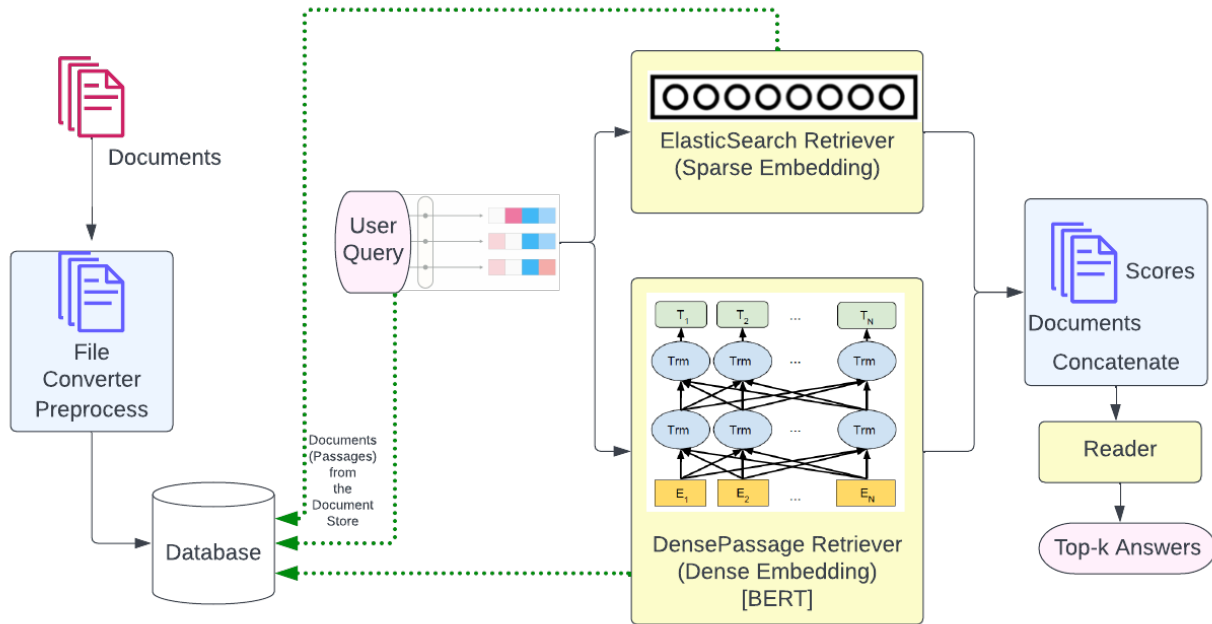 Documents
File
Converter
Preprocess
Database
Documents
(Passages)
from
the
Document
Store
User
Query
ElasticSearch Retriever
(Sparse Embedding)
T1 T2 ... TN
Trm Trm ... Trm
Trm Trm ... Trm
E1 E2 ... EN
DensePassage Retriever
(Dense Embedding)
[BERT]
Scores
Documents
Concatenate
Reader
Top-k Answers